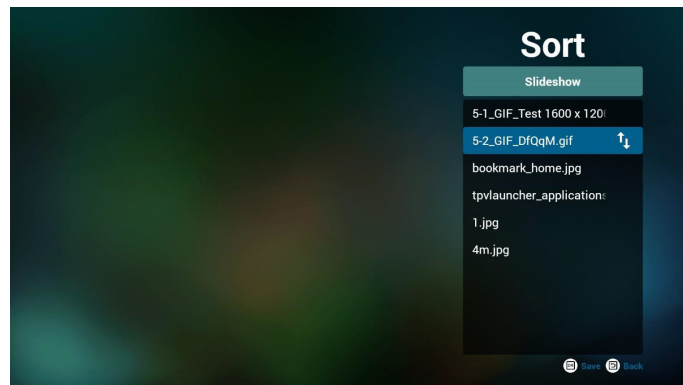 Sort
Slideshow
5-1_GIF_Test 1600 x 120
5-2_GIF_DfQqM.gif
bookmark_home.jpg
tpvlauncher_applications
1.jpg
4m.jpg
Save Back